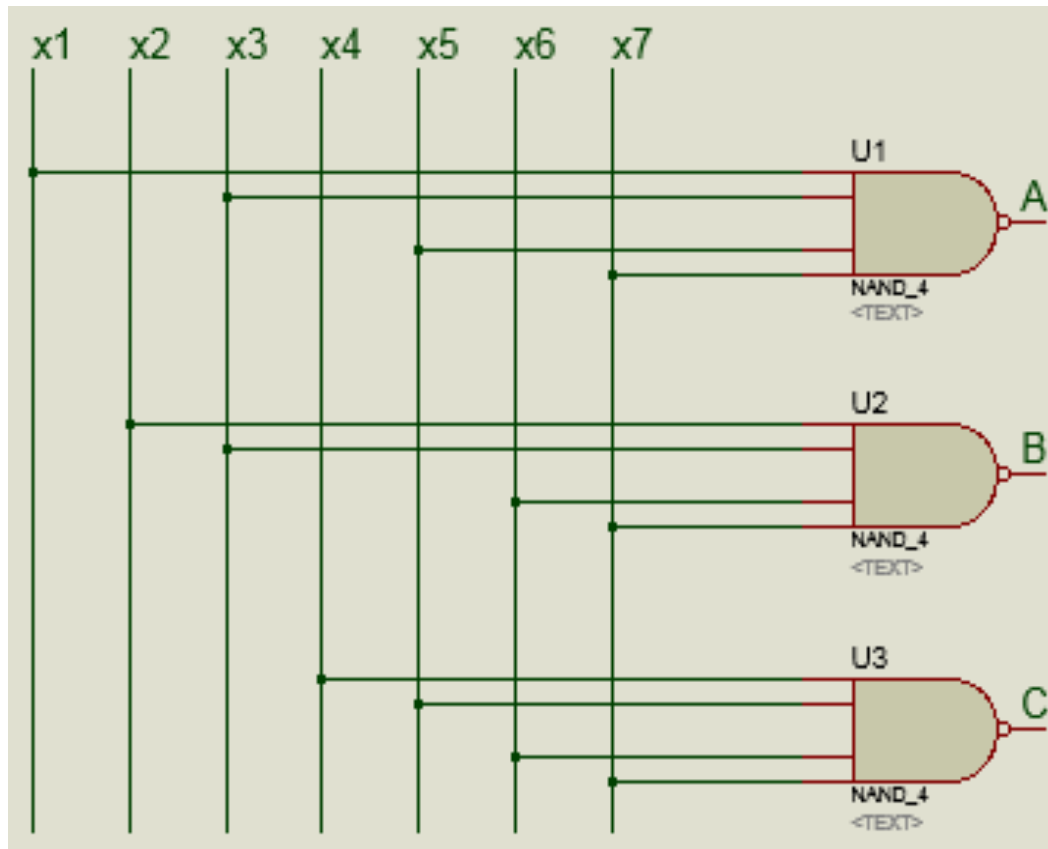 x1 x2 x3 x4 x5 x6 x7
U1
A
NAND_4
<TEXT>
U2
B
NAND_4
<TEXT>
U3
C
NAND_4
<TEXT>